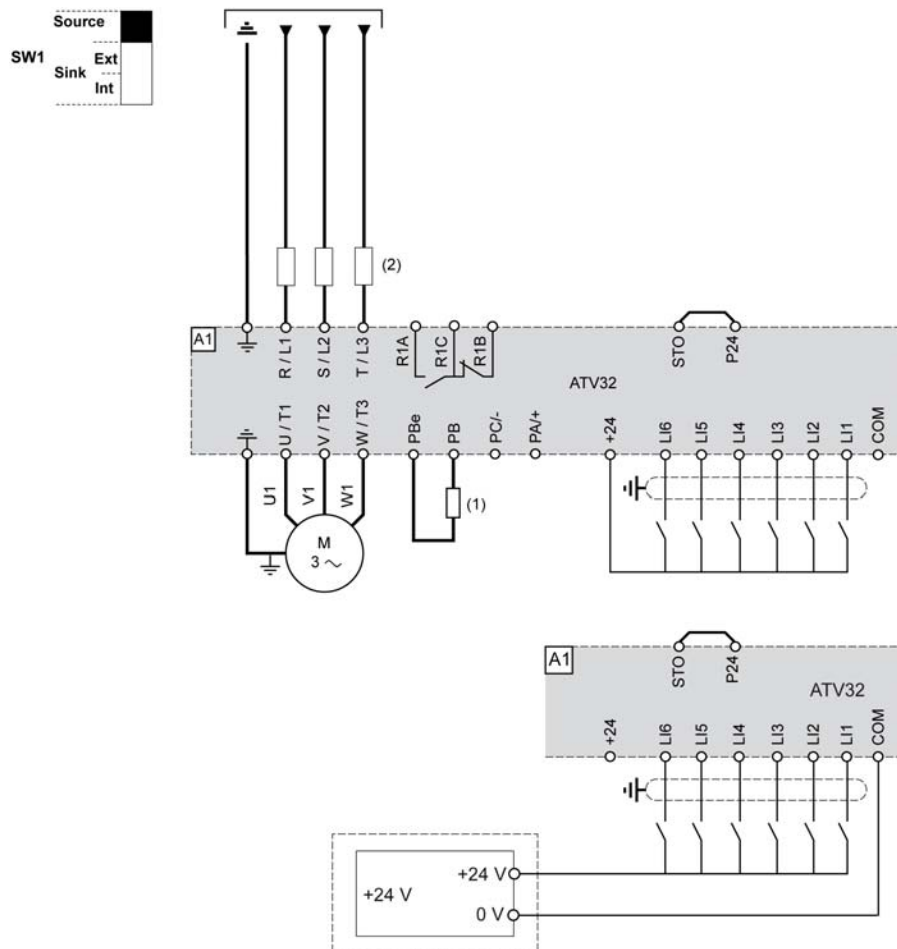 Source
SW1
Ext
Sink
Int
(2)
A1
R / L1
S / L2
T / L3
R1A
R1C
R1B
STO
P24
ATV32
U / T1
V / T2
W / T3
PBe
PB
PC/-
PA/+
+24
LI6
LI5
LI4
LI3
LI2
LI1
COM
U1
V1
W1
(1)
M
3 ~
A1
STO
P24
ATV32
+24
LI6
LI5
LI4
LI3
LI2
LI1
COM
+24 V
+24 V
0 V